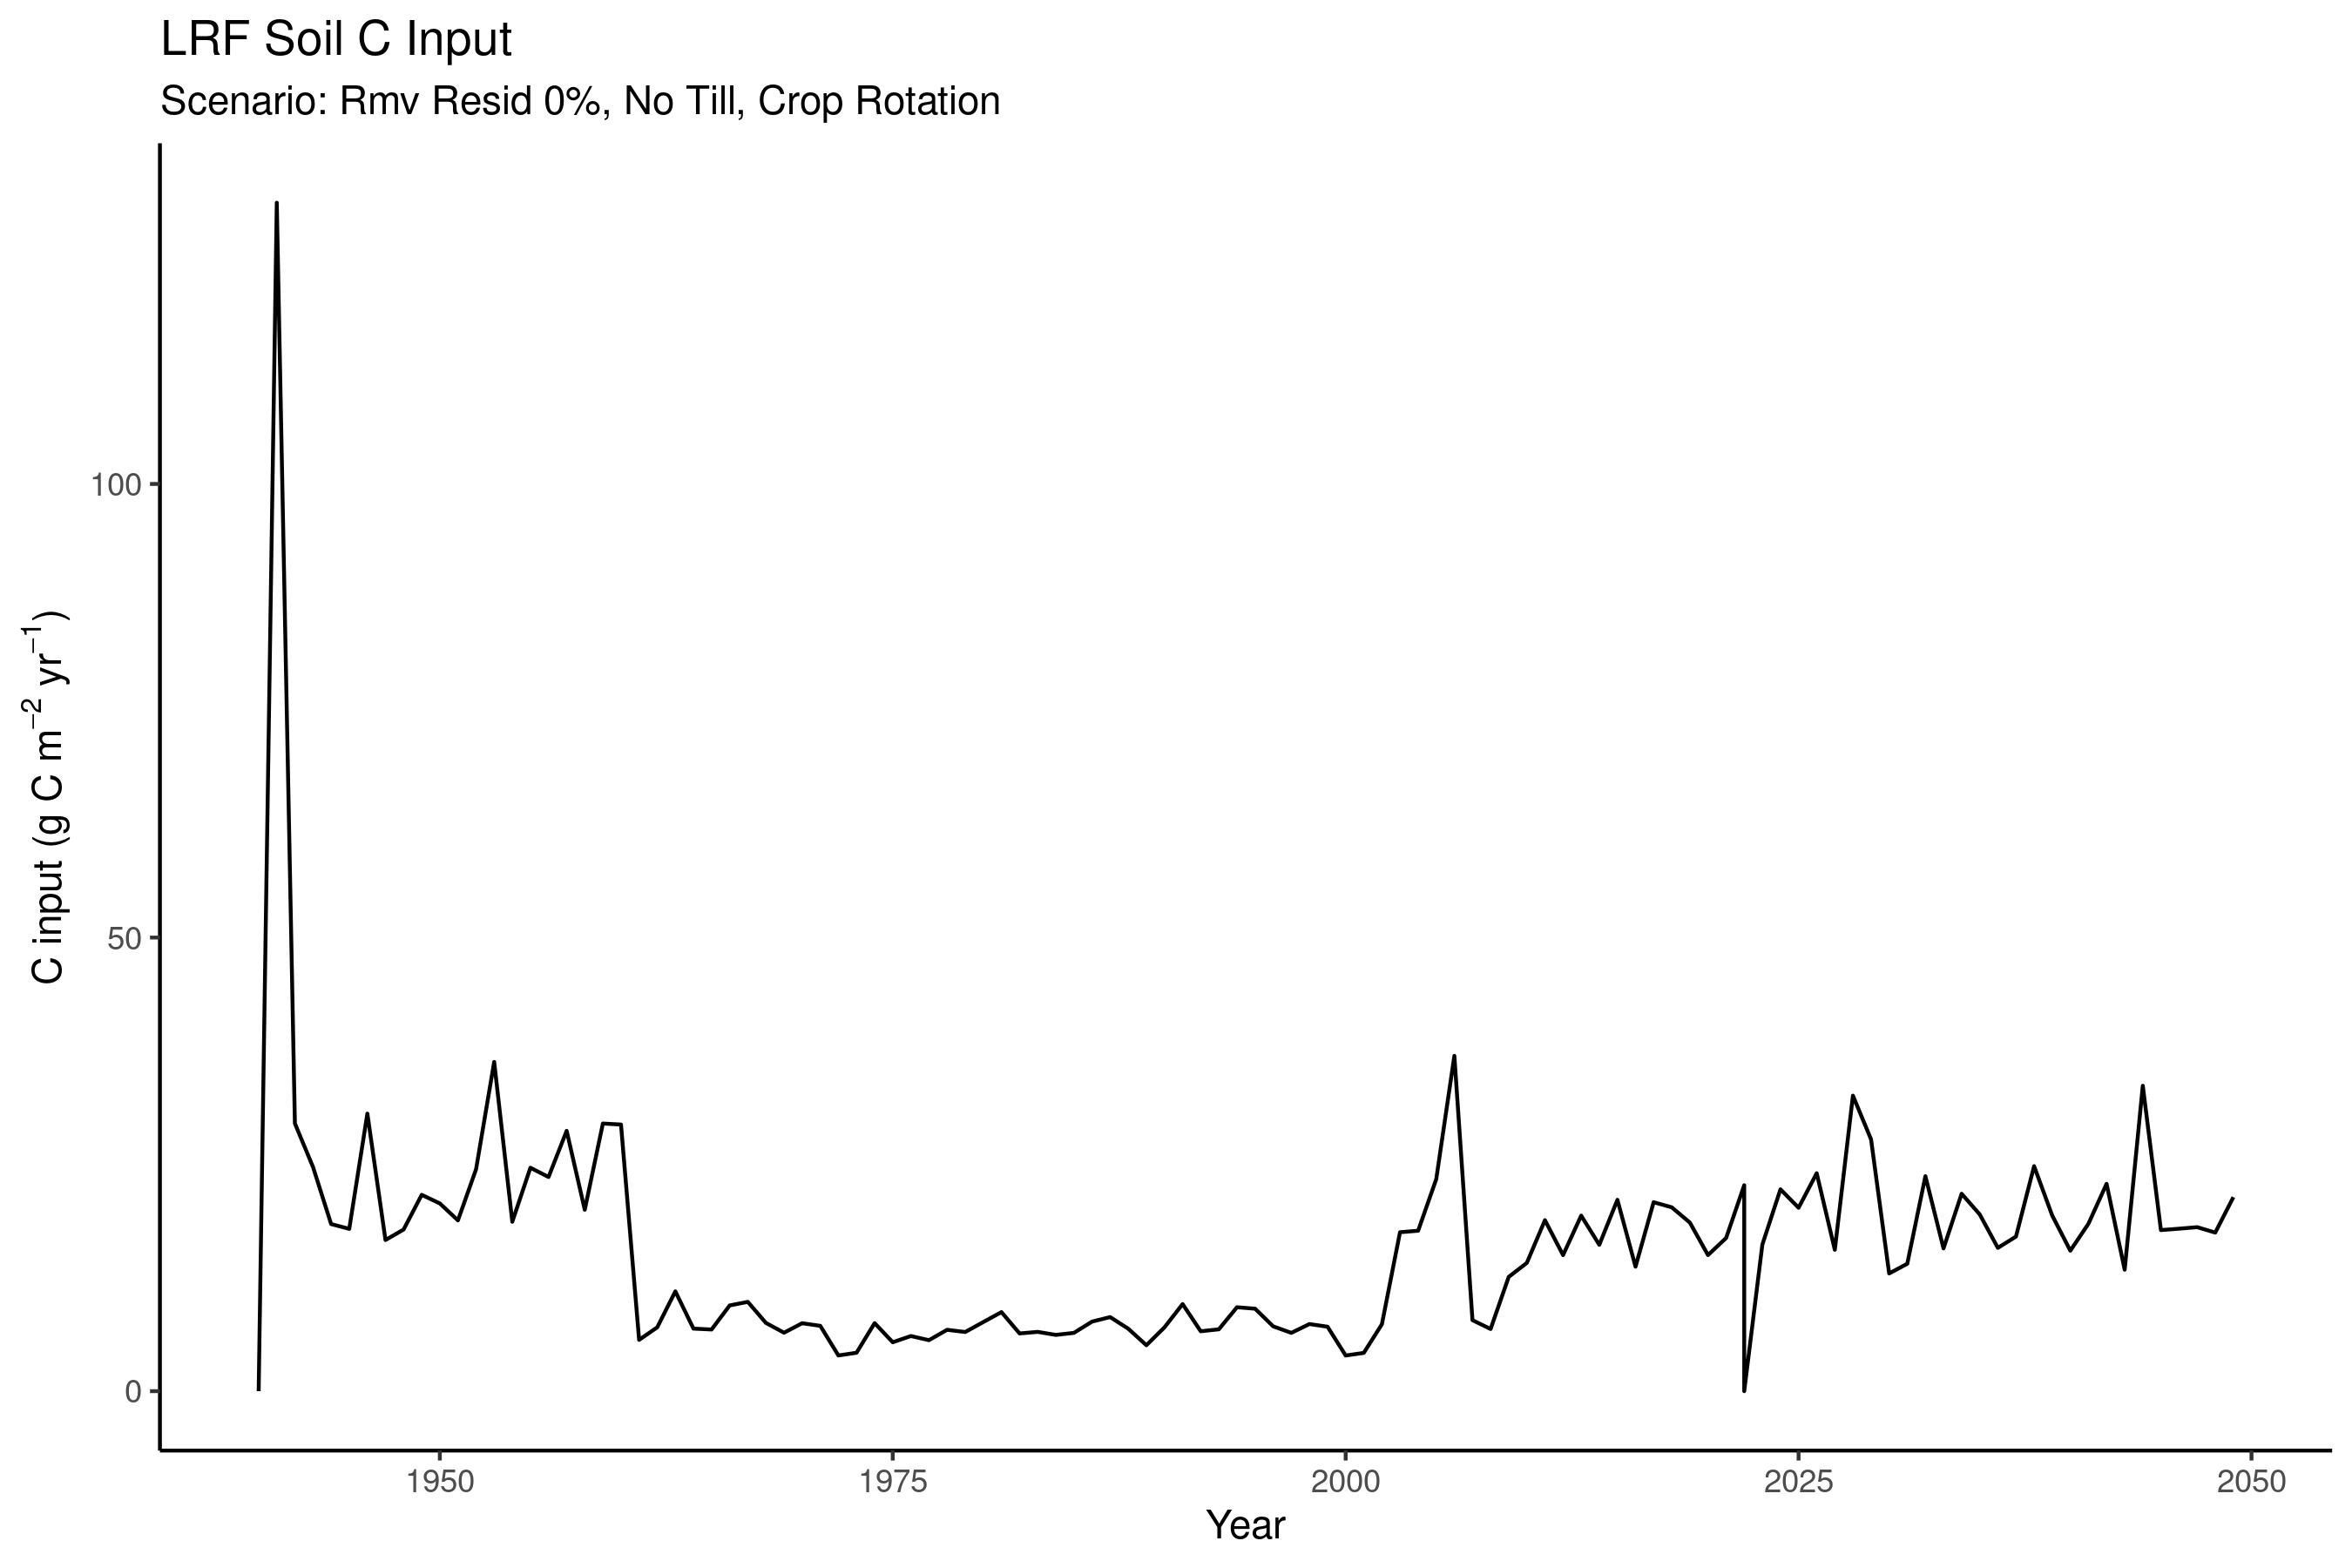 LRF Soil C Input
Scenario: Rmv Resid 0%, No Till, Crop Rotation
C input (g C m⁻² yr⁻¹)
100
50
0
1950 1975 2000 2025 2050
Year